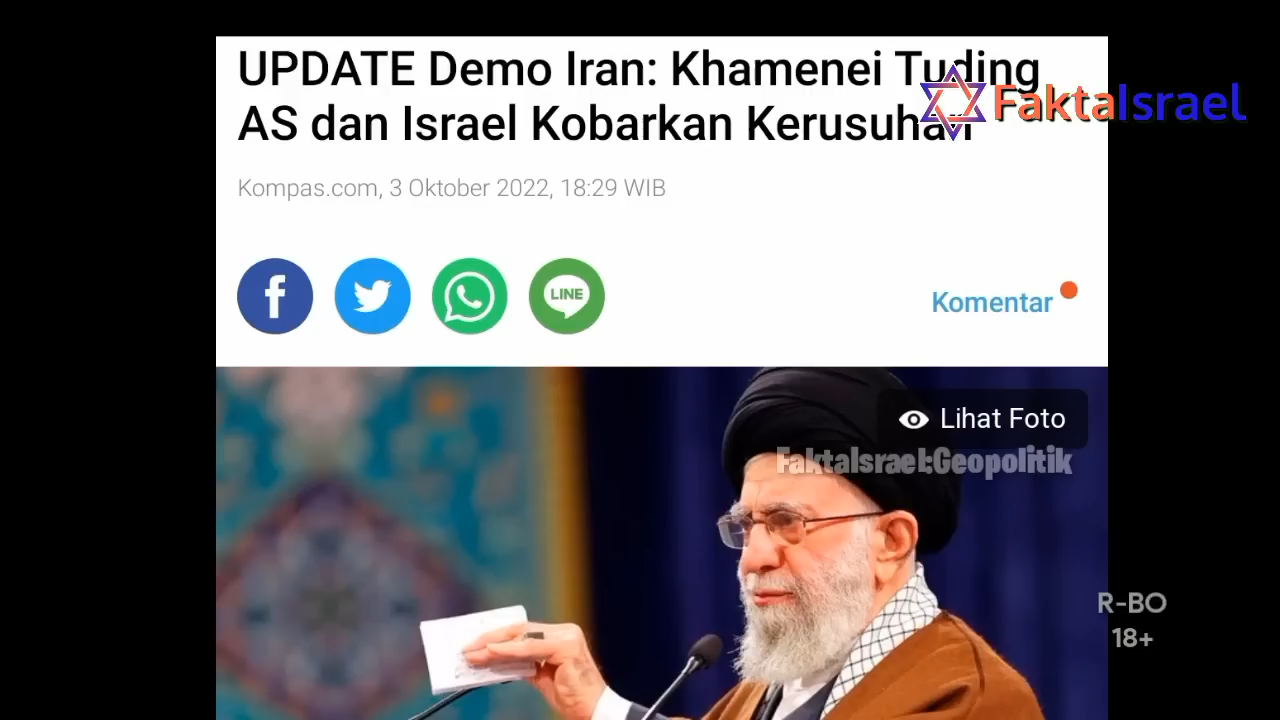 UPDATE Demo Iran: Khamenei Tuding
AS dan Israel Kobarkan Kerusuhan
FaktaIsrael
Kompas.com, 3 Oktober 2022, 18:29 WIB
LINE
Komentar
Lihat Foto
FaktaIsrael:Geopolitik
R-BO
18+